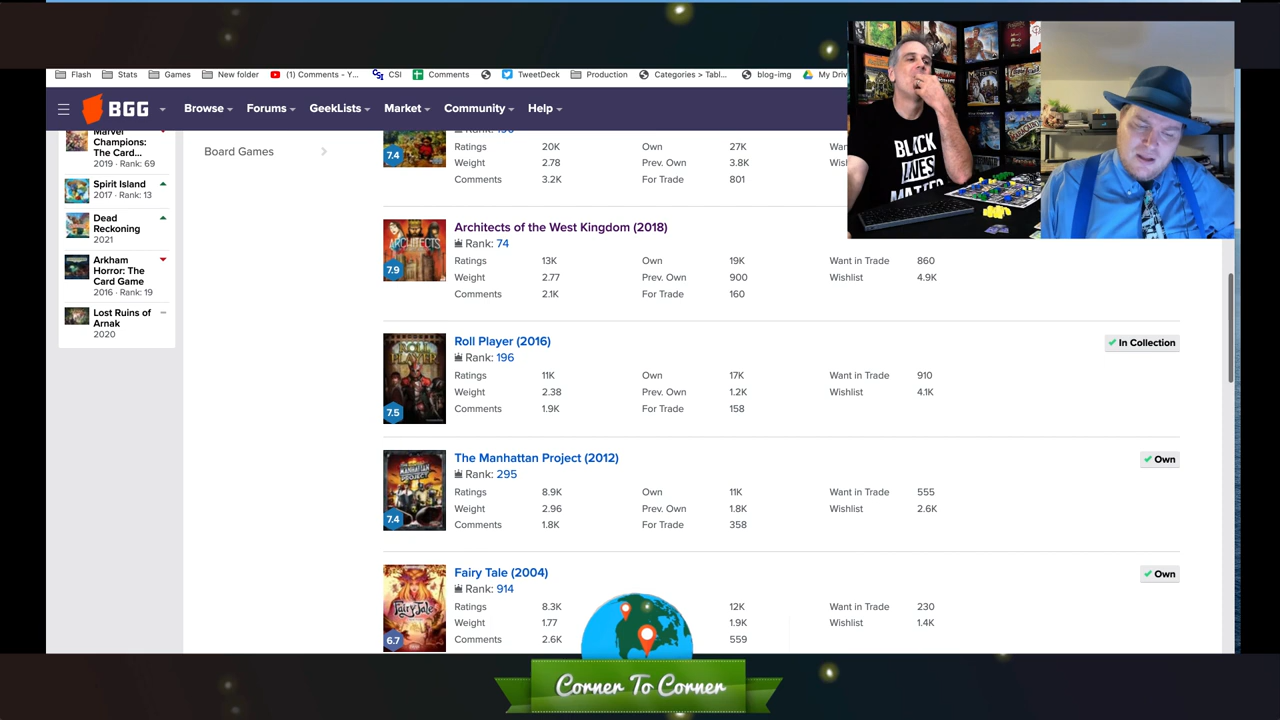 Flash Stats Games New folder (1) Comments - Y... CSI Comments TweetDeck Production Categories > Tabl... blog-img My Driv
BGG Browse Forums GeekLists Market Community Help
Marvel
Champions: The
Card...
2019 · Rank: 69
Spirit Island
2017 · Rank: 13
Dead
Reckoning
2021
Arkham
Horror: The
Card Game
2016 · Rank: 19
Lost Ruins of
Arnak
2020
Board Games
7.4
Ratings 20K Own 27K Wan
Weight 2.78 Prev. Own 3.8K Wish
Comments 3.2K For Trade 801
ARCHITECTS
7.9
Architects of the West Kingdom (2018)
Rank: 74
Ratings 13K Own 19K Want in Trade 860
Weight 2.77 Prev. Own 900 Wishlist 4.9K
Comments 2.1K For Trade 160
ROLL PLAYER
7.5
Roll Player (2016)
Rank: 196
In Collection
Ratings 11K Own 17K Want in Trade 910
Weight 2.38 Prev. Own 1.2K Wishlist 4.1K
Comments 1.9K For Trade 158
MANHATTAN
PROJECT
7.4
The Manhattan Project (2012)
Rank: 295
Own
Ratings 8.9K Own 11K Want in Trade 555
Weight 2.96 Prev. Own 1.8K Wishlist 2.6K
Comments 1.8K For Trade 358
Fairy Tale
6.7
Fairy Tale (2004)
Rank: 914
Own
Ratings 8.3K 12K Want in Trade 230
Weight 1.77 1.9K Wishlist 1.4K
Comments 2.6K 559
BLACK
LIVES
MATTER
Corner To Corner